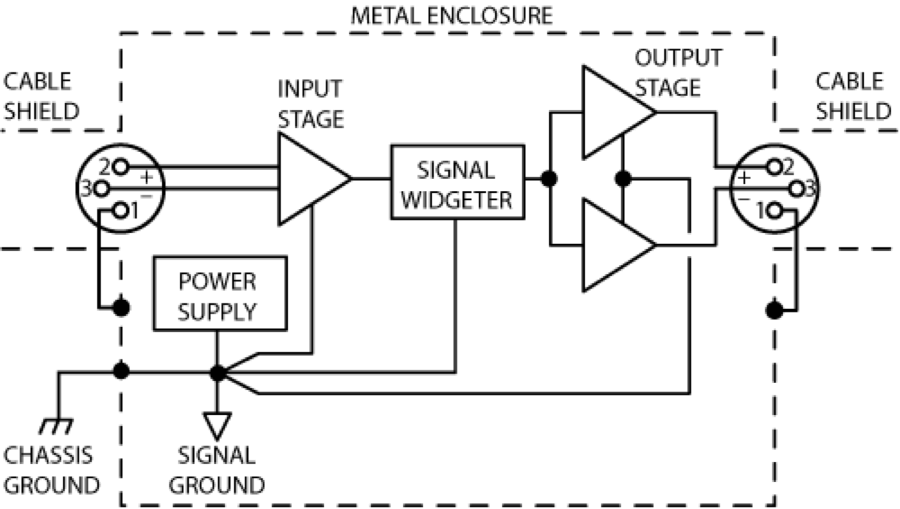 METAL ENCLOSURE
CABLE
SHIELD
INPUT
STAGE
OUTPUT
STAGE
CABLE
SHIELD
2
3
+
−
1
SIGNAL
WIDGETER
+
−
2
3
1
POWER
SUPPLY
CHASSIS
GROUND
SIGNAL
GROUND